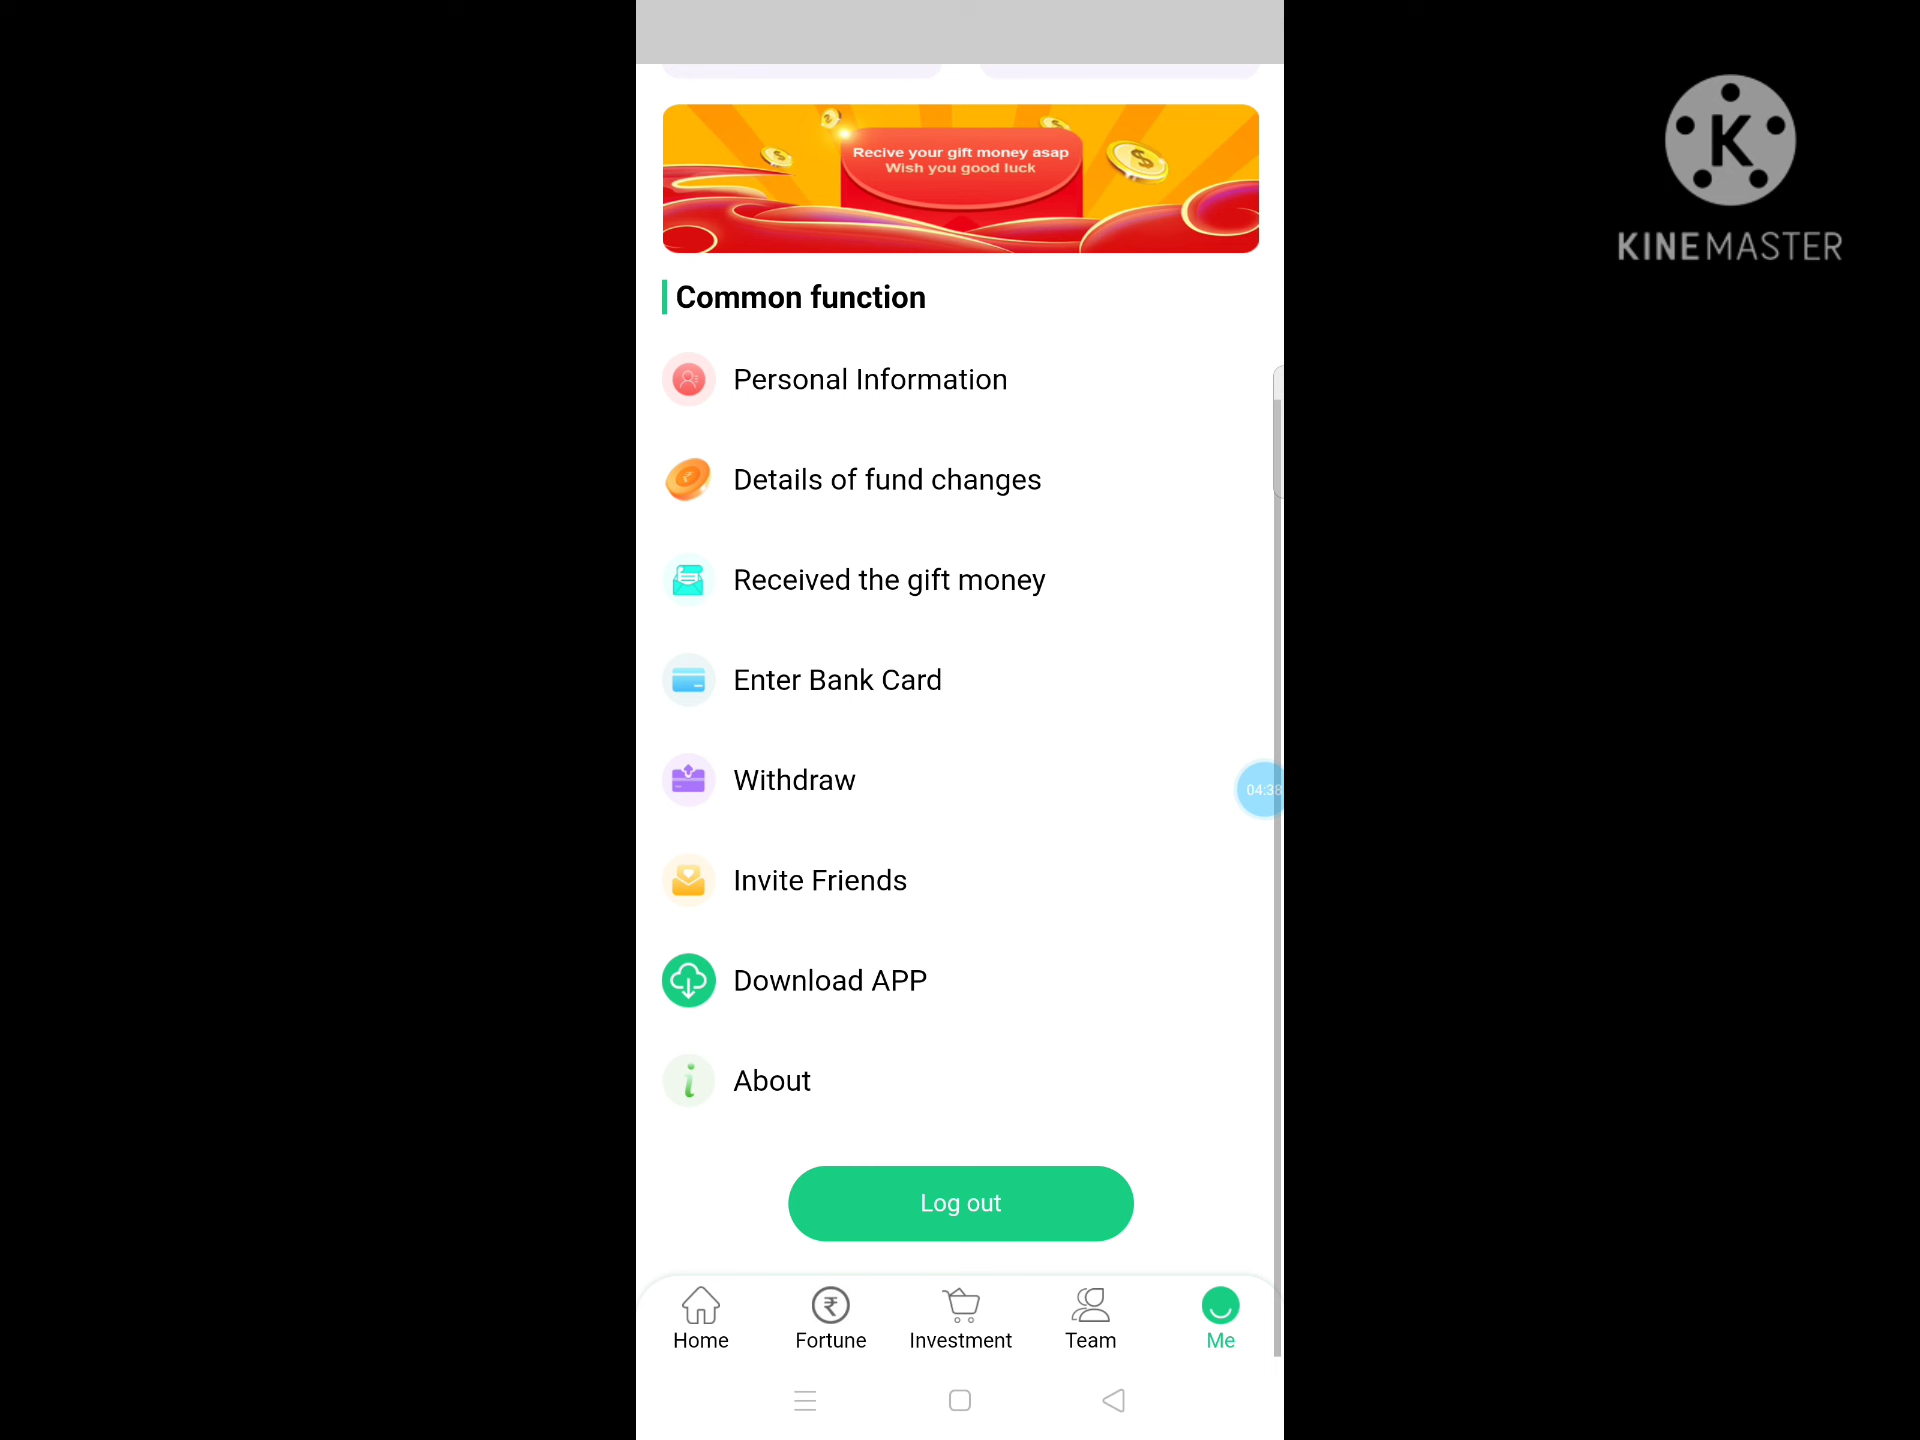 Recive your gift money asap
Wish you good luck
KINEMASTER
Common function
Personal Information
Details of fund changes
Received the gift money
Enter Bank Card
Withdraw
04:38
Invite Friends
Download APP
About
Log out
Home
Fortune
Investment
Team
Me